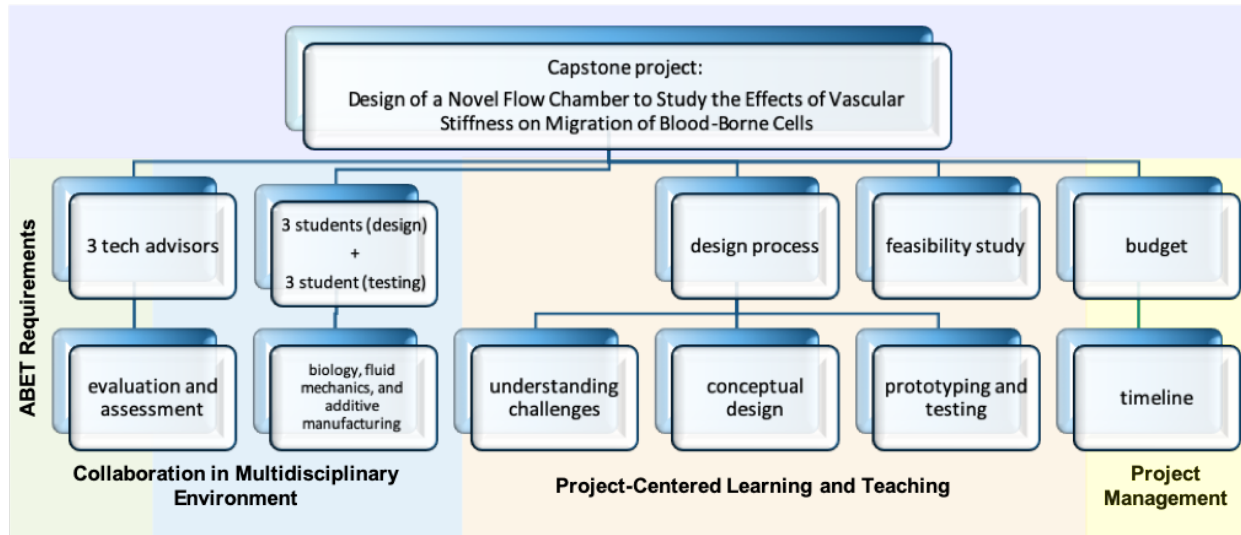 Capstone project:
Design of a Novel Flow Chamber to Study the Effects of Vascular
Stiffness on Migration of Blood-Borne Cells
ABET Requirements
3 tech advisors
3 students (design)
+
3 student (testing)
design process
feasibility study
budget
evaluation and
assessment
biology, fluid
mechanics, and
additive
manufacturing
understanding
challenges
conceptual
design
prototyping and
testing
timeline
Collaboration in Multidisciplinary
Environment
Project-Centered Learning and Teaching
Project
Management